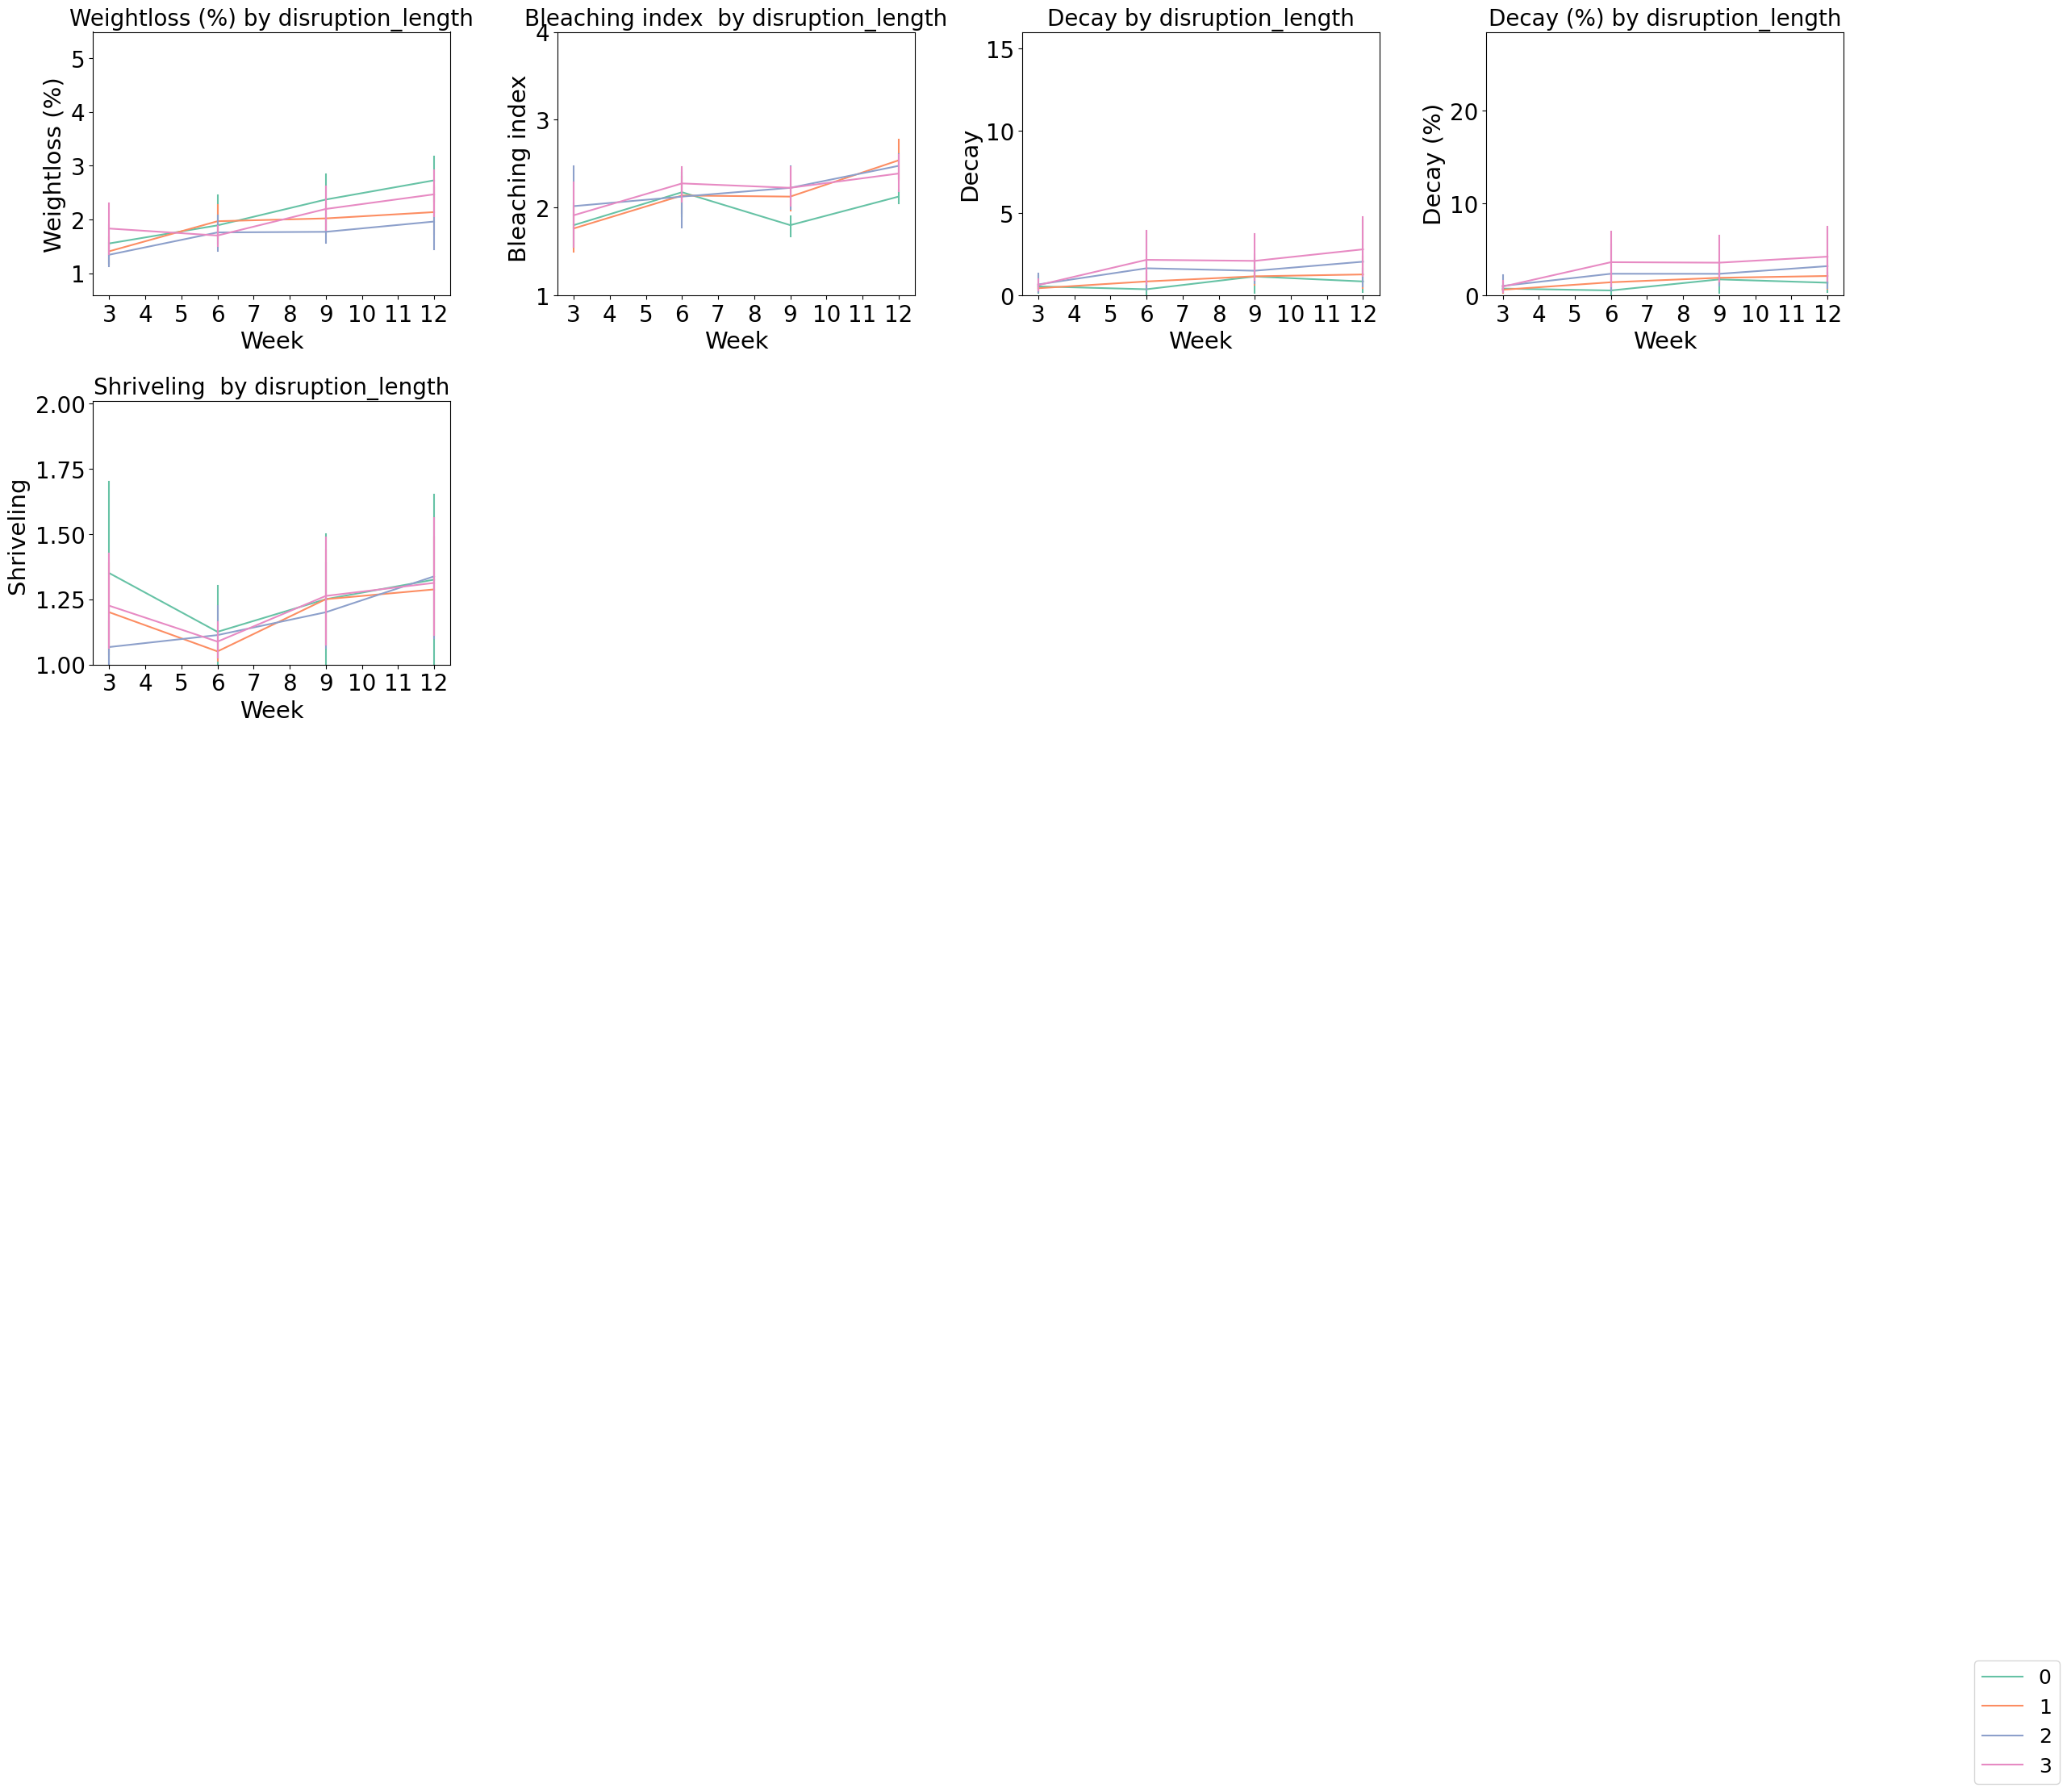 Weightloss (%) by disruption_length
Weightloss (%)
5
4
3
2
1
3 4 5 6 7 8 9 10 11 12
Week
Bleaching index  by disruption_length
Bleaching index
4
3
2
1
3 4 5 6 7 8 9 10 11 12
Week
Decay by disruption_length
Decay
15
10
5
0
3 4 5 6 7 8 9 10 11 12
Week
Decay (%) by disruption_length
Decay (%)
20
10
0
3 4 5 6 7 8 9 10 11 12
Week
Shriveling  by disruption_length
Shriveling
2.00
1.75
1.50
1.25
1.00
3 4 5 6 7 8 9 10 11 12
Week
0
1
2
3